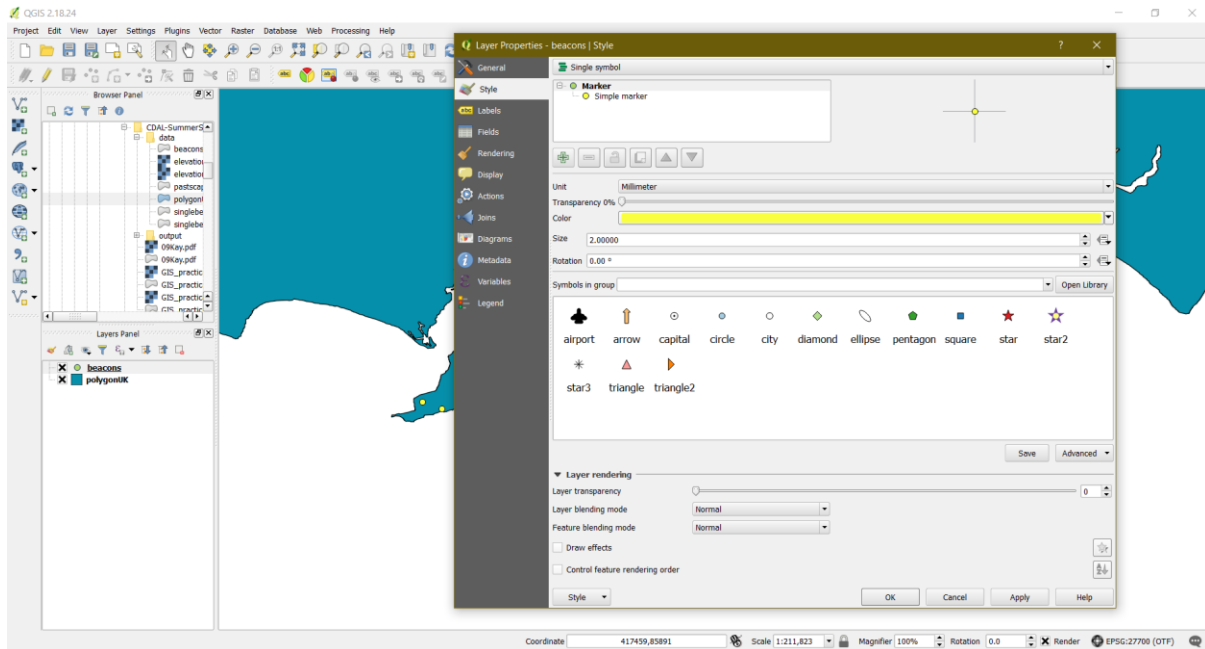 QGIS 2.18.24
Project Edit View Layer Settings Plugins Vector Raster Database Web Processing Help
Browser Panel
CDAL-SummerS
data
beacons
elevation
elevation
pastscap
polygonU
singlebe
singlebe
output
09Kay.pdf
09Kay.pdf
GIS_practic
GIS_practic
GIS_practic
GIS_practic
Layers Panel
beacons
polygonUK
Layer Properties - beacons | Style
General
Style
Labels
Fields
Rendering
Display
Actions
Joins
Diagrams
Metadata
Variables
Legend
Single symbol
Marker
Simple marker
Unit Millimeter
Transparency 0%
Color
Size 2.00000
Rotation 0.00 °
Symbols in group Open Library
airport arrow capital circle city diamond ellipse pentagon square star star2
star3 triangle triangle2
Save Advanced
Layer rendering
Layer transparency 0
Layer blending mode Normal
Feature blending mode Normal
Draw effects
Control feature rendering order
Style OK Cancel Apply Help
Coordinate 417459,85891 Scale 1:211,823 Magnifier 100% Rotation 0.0 Render EPSG:27700 (OTF)